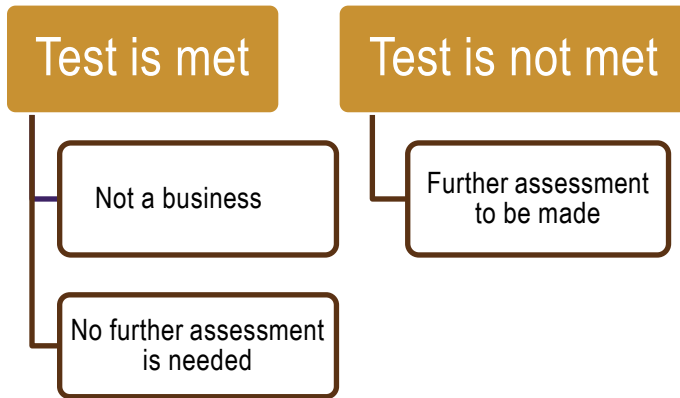 Test is met
Not a business
No further assessment
is needed
Test is not met
Further assessment
to be made